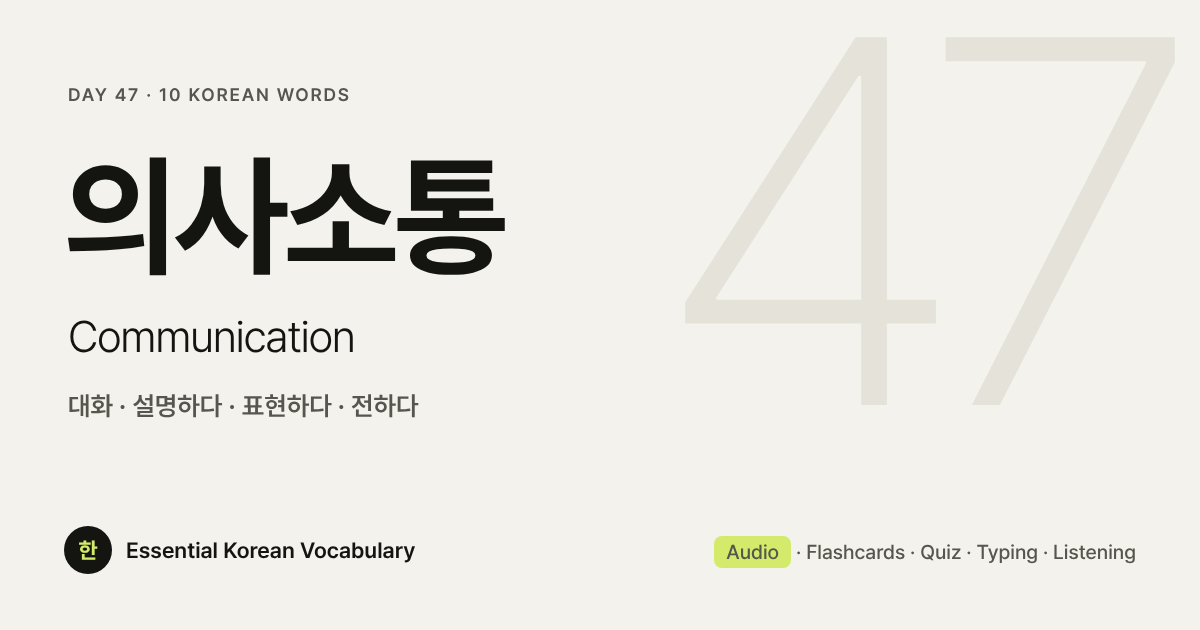 DAY 47 · 10 KOREAN WORDS
47
의사소통
Communication
대화 · 설명하다 · 표현하다 · 전하다
한 Essential Korean Vocabulary
Audio · Flashcards · Quiz · Typing · Listening